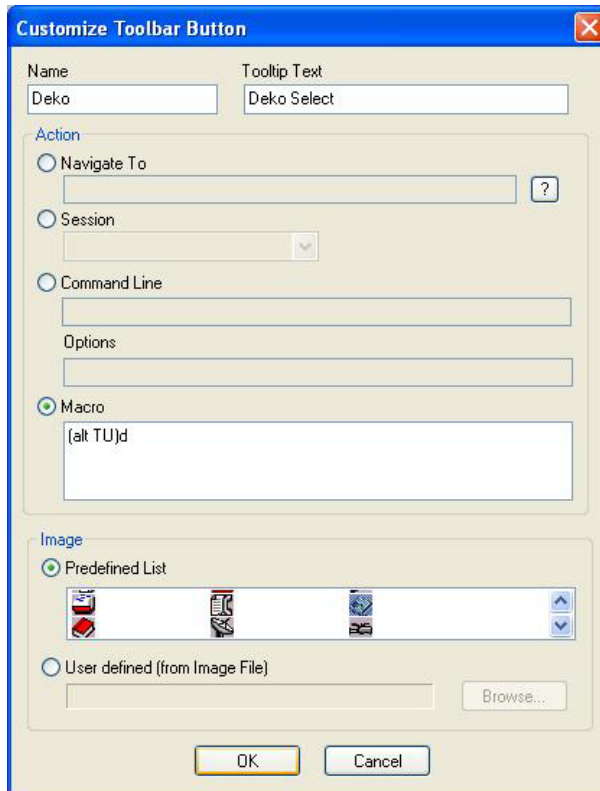 Customize Toolbar Button
Name Tooltip Text
Deko Deko Select
Action
Navigate To
?
Session
Command Line
Options
Macro
(alt TU)d
Image
Predefined List
User defined (from Image File)
Browse...
OK Cancel